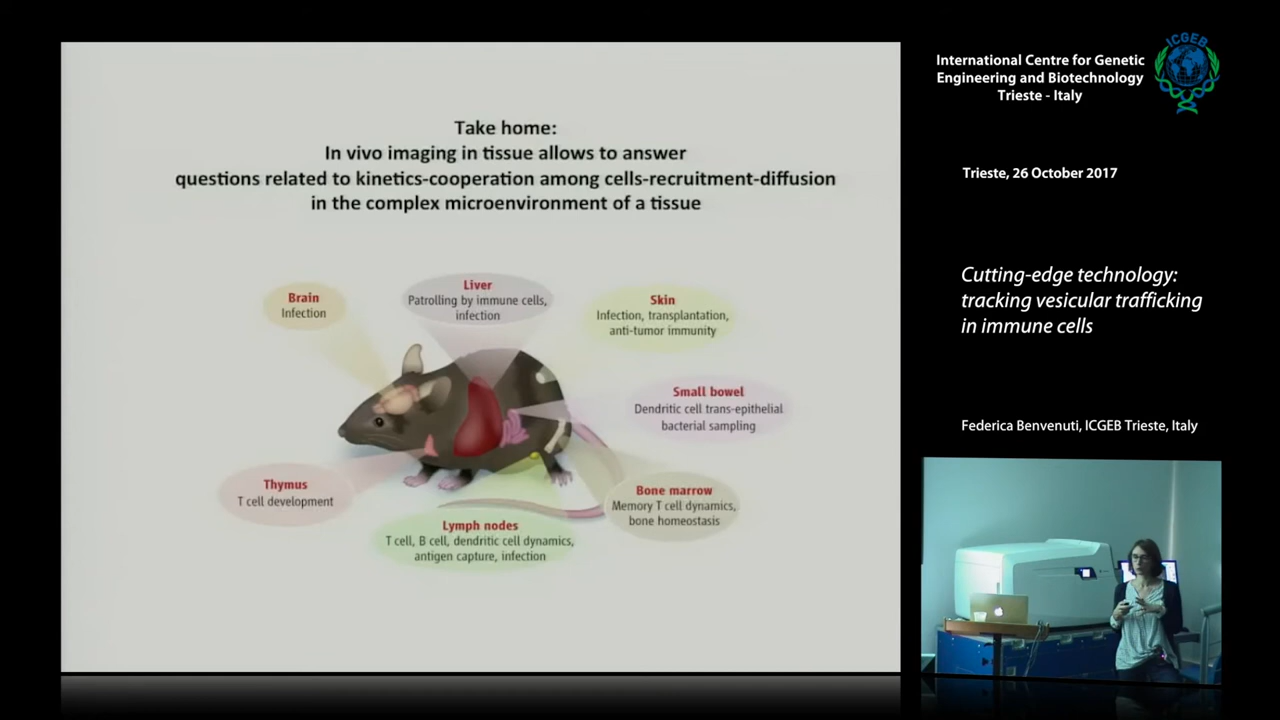 Take home:
In vivo imaging in tissue allows to answer
questions related to kinetics-cooperation among cells-recruitment-diffusion
in the complex microenvironment of a tissue
Brain
Infection
Liver
Patrolling by immune cells,
infection
Skin
Infection, transplantation,
anti-tumor immunity
Small bowel
Dendritic cell trans-epithelial
bacterial sampling
Thymus
T cell development
Lymph nodes
T cell, B cell, dendritic cell dynamics,
antigen capture, infection
Bone marrow
Memory T cell dynamics,
bone homeostasis
International Centre for Genetic
Engineering and Biotechnology
Trieste - Italy
ICGEB
Trieste, 26 October 2017
Cutting-edge technology:
tracking vesicular trafficking
in immune cells
Federica Benvenuti, ICGEB Trieste, Italy